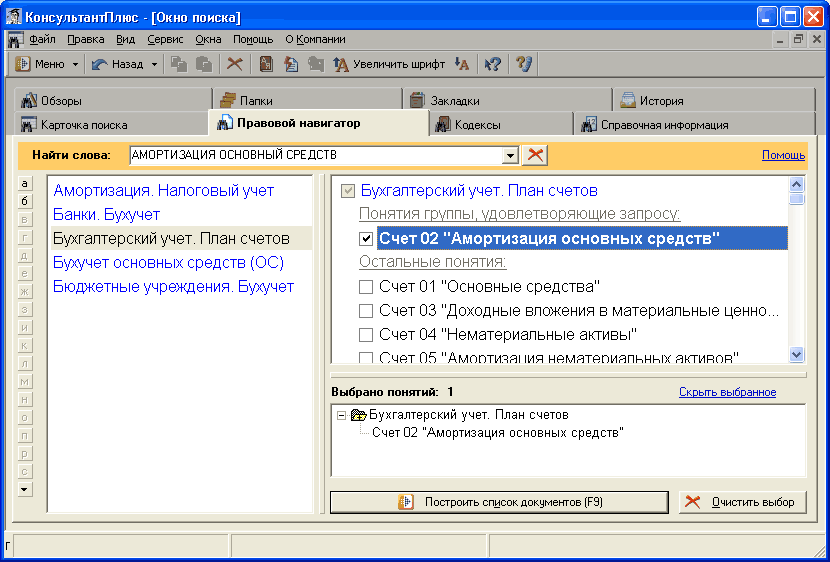 КонсультантПлюс - [Окно поиска]
Файл Правка Вид Сервис Окна Помощь О Компании
Меню Назад Увеличить шрифт
Обзоры Папки Закладки История
Карточка поиска Правовой навигатор Кодексы Справочная информация
Найти слова: АМОРТИЗАЦИЯ ОСНОВНЫЙ СРЕДСТВ Помощь
а
б
в
г
д
е
ж
з
и
к
л
м
н
о
п
р
с
Амортизация. Налоговый учет
Банки. Бухучет
Бухгалтерский учет. План счетов
Бухучет основных средств (ОС)
Бюджетные учреждения. Бухучет
Бухгалтерский учет. План счетов
Понятия группы, удовлетворяющие запросу:
Счет 02 "Амортизация основных средств"
Остальные понятия:
Счет 01 "Основные средства"
Счет 03 "Доходные вложения в материальные ценно...
Счет 04 "Нематериальные активы"
Счет 05 "Амортизация нематериальных активов"
Выбрано понятий: 1 Скрыть выбранное
Бухгалтерский учет. План счетов
Счет 02 "Амортизация основных средств"
Построить список документов (F9) Очистить выбор